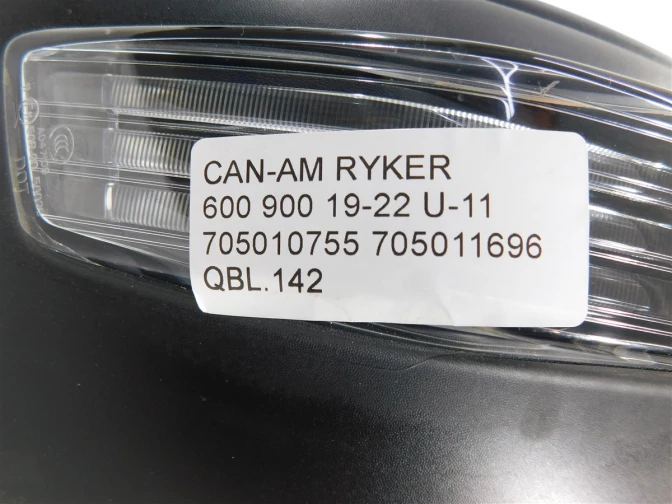 CAN-AM RYKER
600 900 19-22 U-11
705010755 705011696
QBL.142